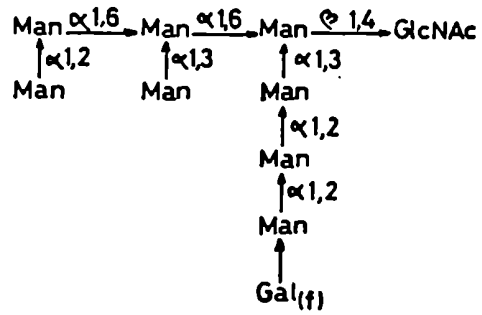 Man α1,6 Man α1,6 Man β 1,4 GlcNAc
α1,2 α1,3 α1,3
Man Man Man
α1,2
Man
α1,2
Man
Gal(f)